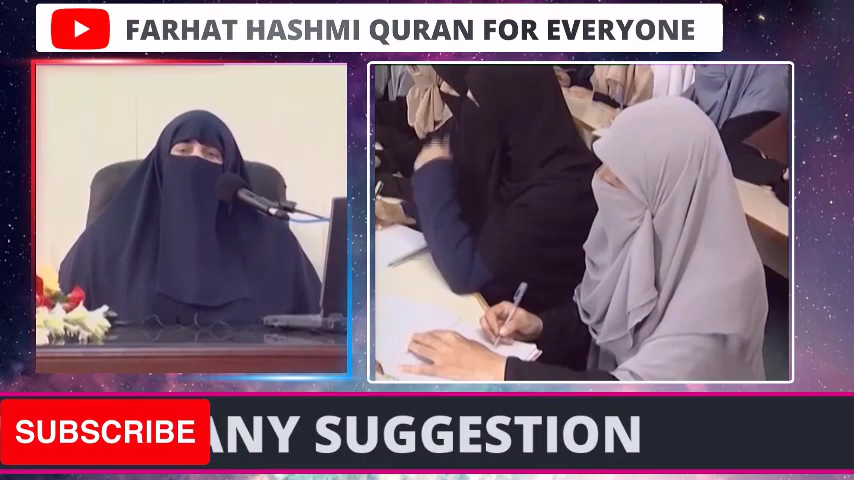 FARHAT HASHMI QURAN FOR EVERYONE
SUBSCRIBE ANY SUGGESTION